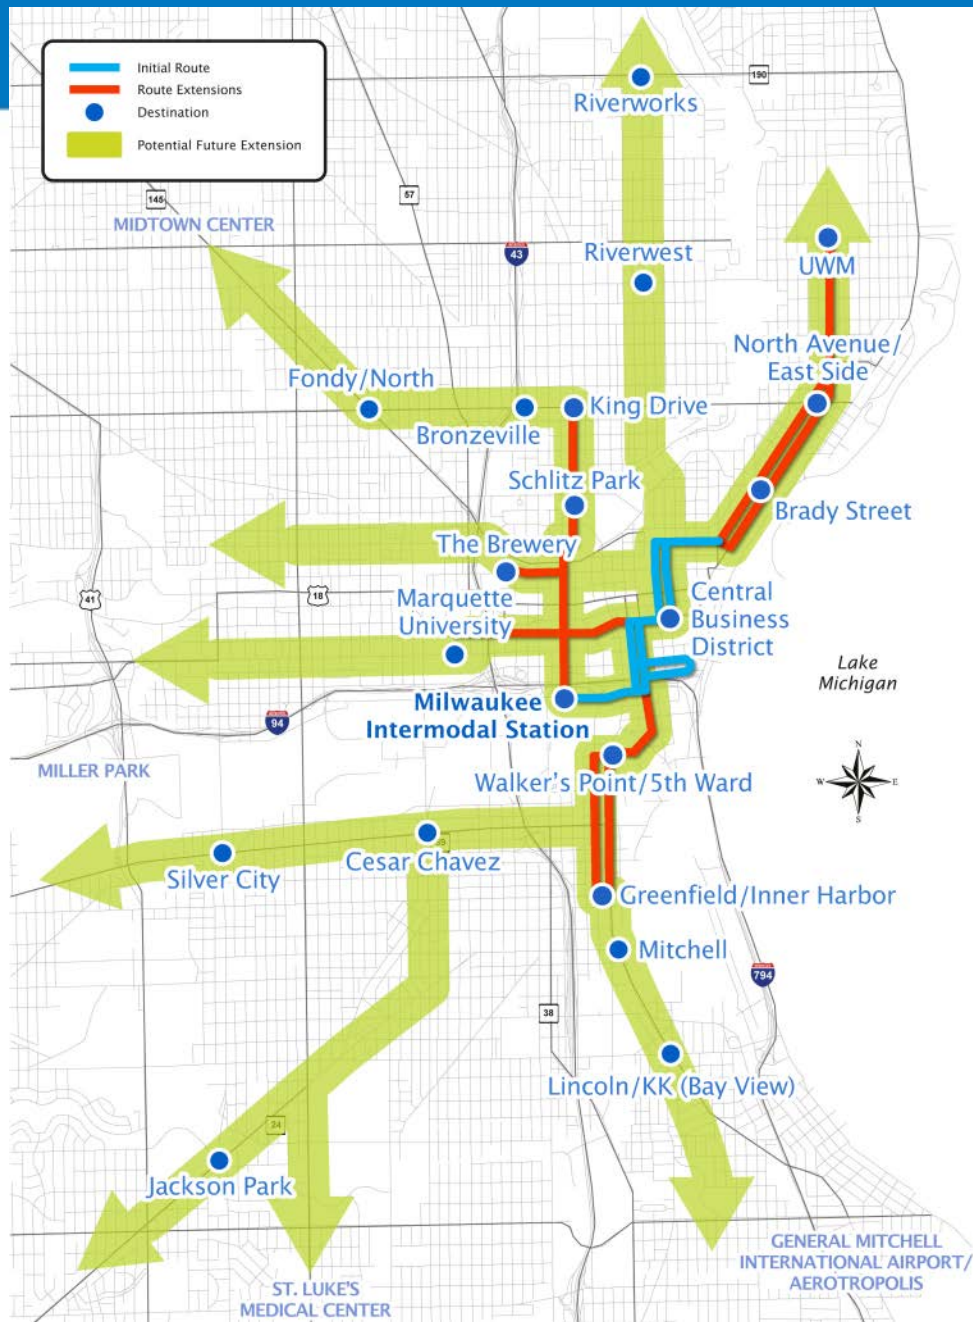 Initial Route
Route Extensions
Destination
Potential Future Extension
190
Riverworks
145
57
MIDTOWN CENTER
43
Riverwest
UWM
North Avenue/
East Side
Fondy/North
King Drive
Bronzeville
Schlitz Park
Brady Street
The Brewery
41
18
Marquette
University
Central
Business
District
Lake
Michigan
Milwaukee
Intermodal Station
94
N
W
E
S
MILLER PARK
Walker's Point/5th Ward
Cesar Chavez
Silver City
Greenfield/Inner Harbor
Mitchell
794
38
Lincoln/KK (Bay View)
24
Jackson Park
GENERAL MITCHELL
INTERNATIONAL AIRPORT/
AEROTROPOLIS
ST. LUKE'S
MEDICAL CENTER